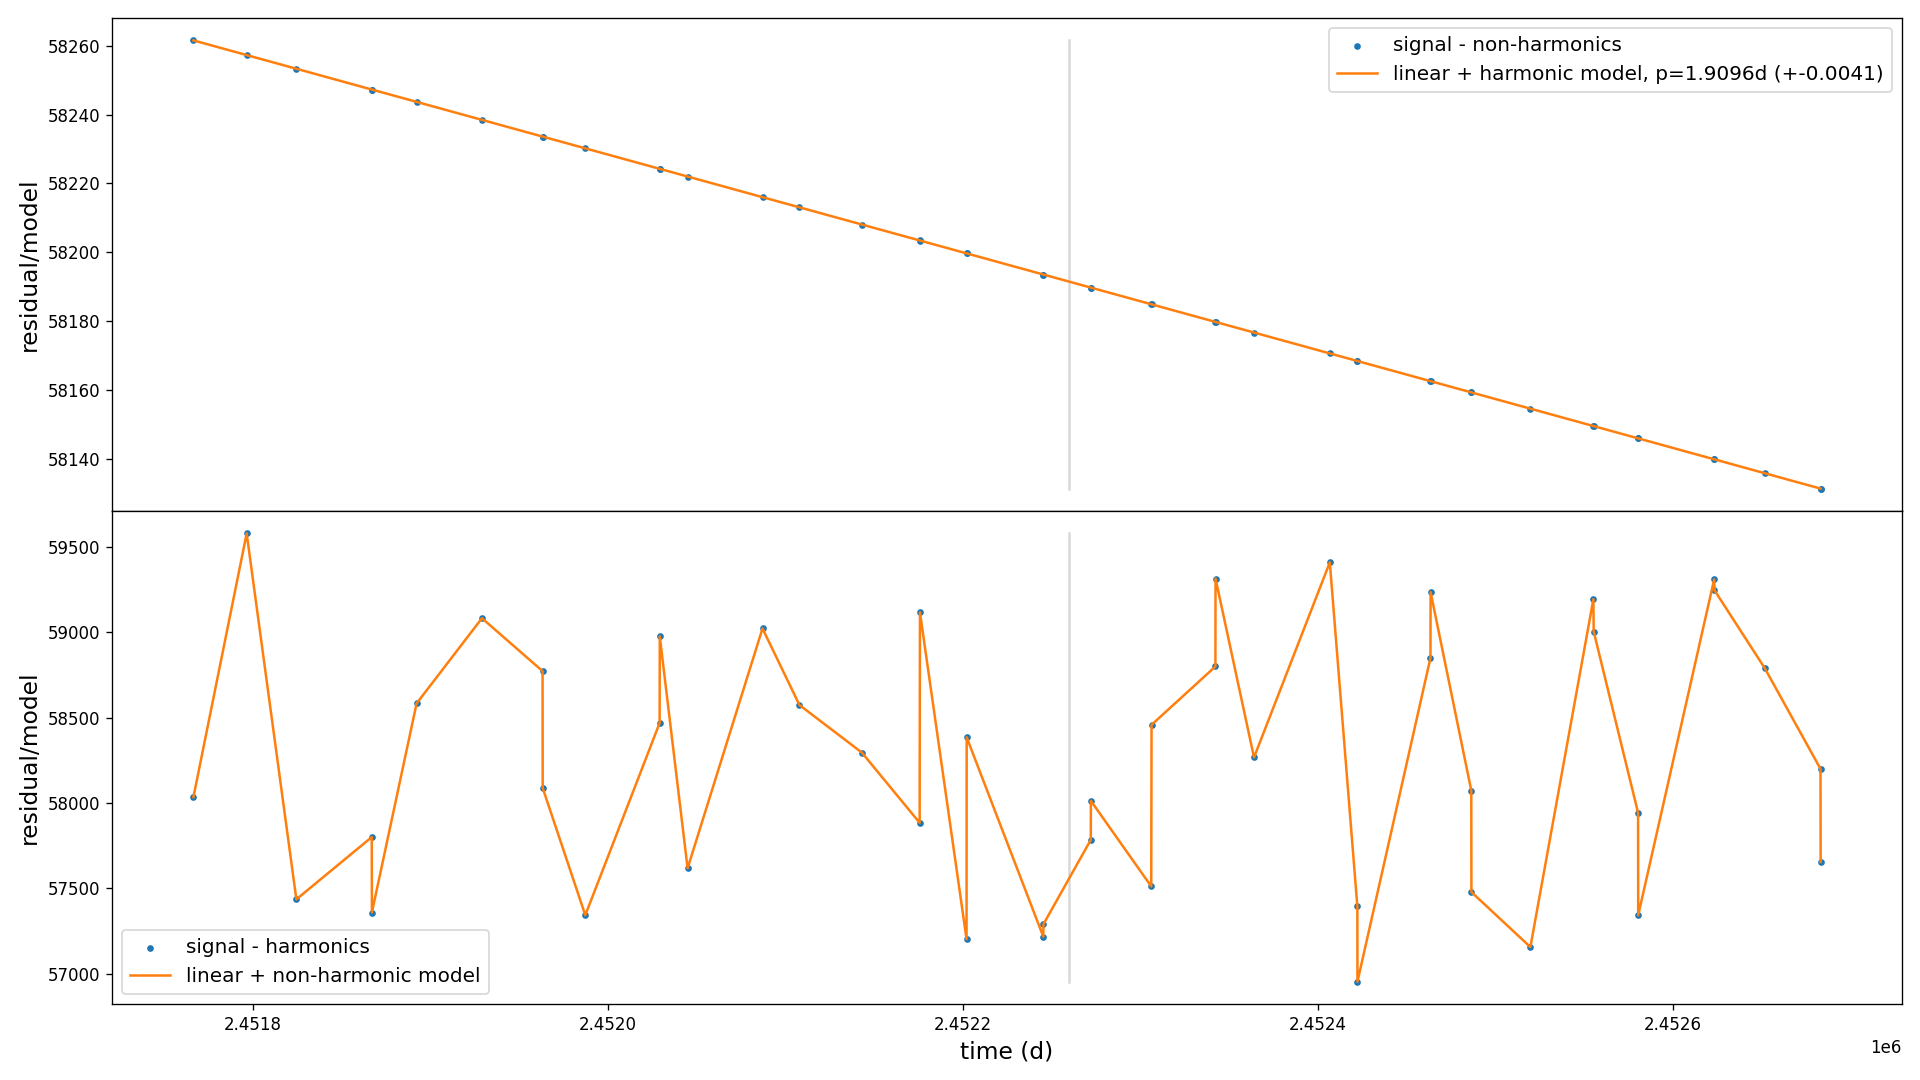 58260
58240
58220
58200
58180
58160
58140
residual/model
signal - non-harmonics
linear + harmonic model, p=1.9096d (+-0.0041)
59500
59000
58500
58000
57500
57000
residual/model
signal - harmonics
linear + non-harmonic model
2.4518
2.4520
2.4522
2.4524
2.4526
1e6
time (d)